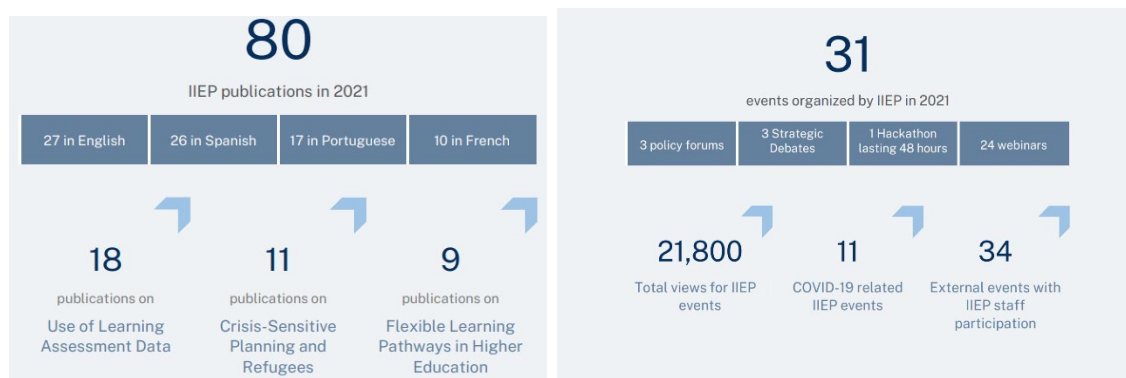 80
IIEP publications in 2021
27 in English
26 in Spanish
17 in Portuguese
10 in French
18
publications on
Use of Learning
Assessment Data
11
publications on
Crisis-Sensitive
Planning and
Refugees
9
publications on
Flexible Learning
Pathways in Higher
Education
31
events organized by IIEP in 2021
3 policy forums
3 Strategic
Debates
1 Hackathon
lasting 48 hours
24 webinars
21,800
Total views for IIEP
events
11
COVID-19 related
IIEP events
34
External events with
IIEP staff
participation